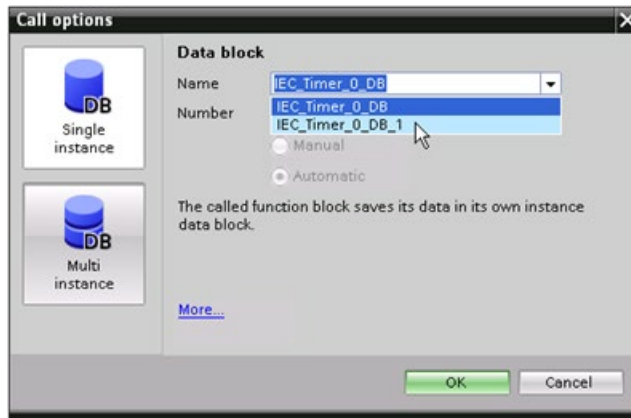 Call options
DB
Single
instance
DB
Multi
instance
Data block
Name
IEC_Timer_0_DB
IEC_Timer_0_DB
IEC_Timer_0_DB_1
Number
Manual
Automatic
The called function block saves its data in its own instance
data block.
More...
OK
Cancel